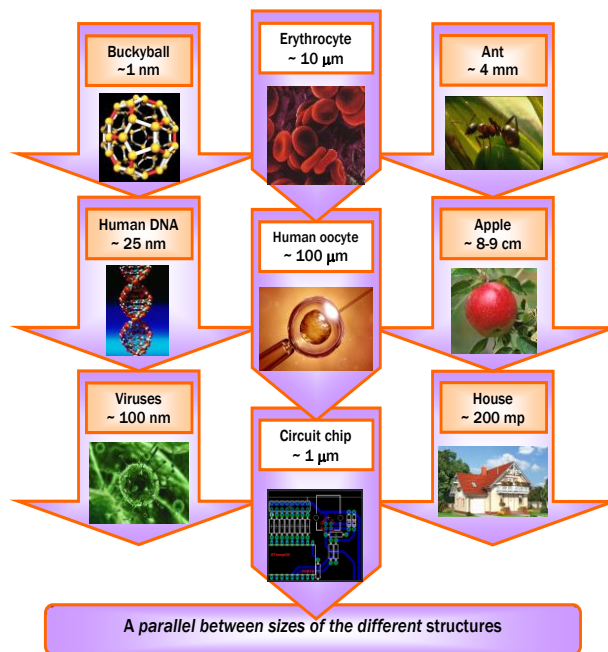 Buckyball
~1 nm
Erythrocyte
~ 10 μm
Ant
~ 4 mm
Human DNA
~ 25 nm
Human oocyte
~ 100 μm
Apple
~ 8-9 cm
Viruses
~ 100 nm
Circuit chip
~ 1 μm
House
~ 200 mp
A parallel between sizes of the different structures